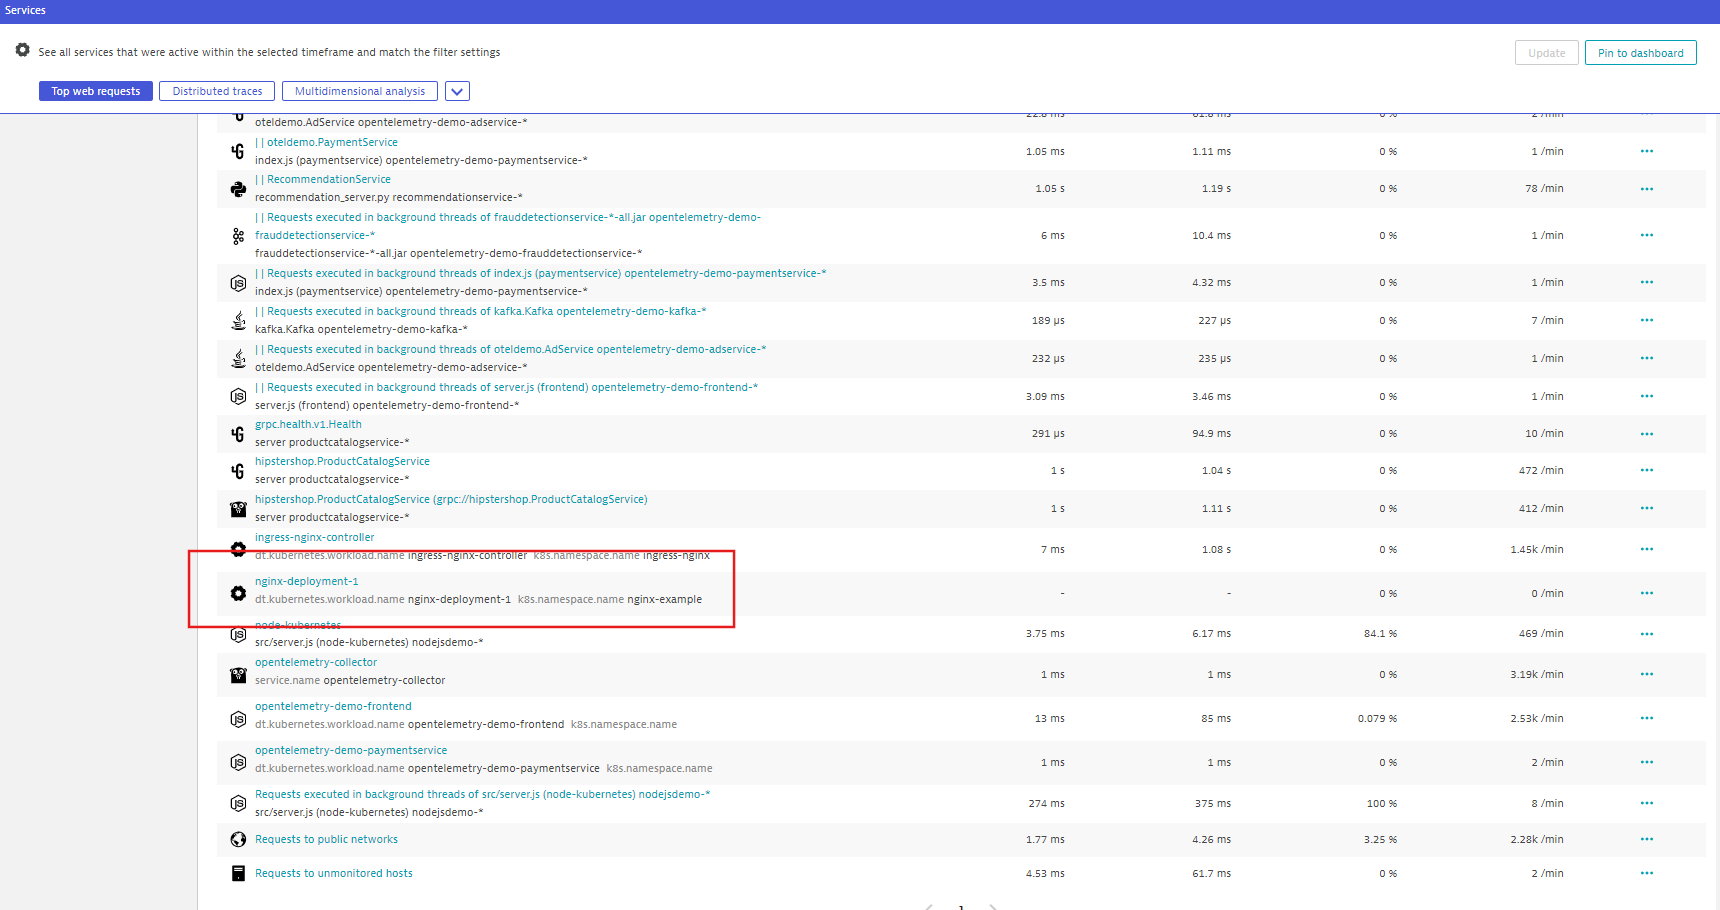 Services
See all services that were active within the selected timeframe and match the filter settings
Update
Pin to dashboard
Top web requests
Distributed traces
Multidimensional analysis
oteldemo.AdService opentelemetry-demo-adservice-*
| | oteldemo.PaymentService
index.js (paymentservice) opentelemetry-demo-paymentservice-*
1.05 ms 1.11 ms 0 % 1 /min
| | RecommendationService
recommendation_server.py recommendationservice-*
1.05 s 1.19 s 0 % 78 /min
| | Requests executed in background threads of frauddetectionservice-*-all.jar opentelemetry-demo-
frauddetectionservice-*
frauddetectionservice-*-all.jar opentelemetry-demo-frauddetectionservice-*
6 ms 10.4 ms 0 % 1 /min
| | Requests executed in background threads of index.js (paymentservice) opentelemetry-demo-paymentservice-*
index.js (paymentservice) opentelemetry-demo-paymentservice-*
3.5 ms 4.32 ms 0 % 1 /min
| | Requests executed in background threads of kafka.Kafka opentelemetry-demo-kafka-*
kafka.Kafka opentelemetry-demo-kafka-*
189 µs 227 µs 0 % 7 /min
| | Requests executed in background threads of oteldemo.AdService opentelemetry-demo-adservice-*
oteldemo.AdService opentelemetry-demo-adservice-*
232 µs 235 µs 0 % 1 /min
| | Requests executed in background threads of server.js (frontend) opentelemetry-demo-frontend-*
server.js (frontend) opentelemetry-demo-frontend-*
3.09 ms 3.46 ms 0 % 1 /min
grpc.health.v1.Health
server productcatalogservice-*
291 µs 94.9 ms 0 % 10 /min
hipstershop.ProductCatalogService
server productcatalogservice-*
1 s 1.04 s 0 % 472 /min
hipstershop.ProductCatalogService (grpc://hipstershop.ProductCatalogService)
server productcatalogservice-*
1 s 1.11 s 0 % 412 /min
ingress-nginx-controller
dt.kubernetes.workload.name ingress-nginx-controller k8s.namespace.name ingress-nginx
7 ms 1.08 s 0 % 1.45k /min
nginx-deployment-1
dt.kubernetes.workload.name nginx-deployment-1 k8s.namespace.name nginx-example
- - 0 % 0 /min
node-kubernetes
src/server.js (node-kubernetes) nodejsdemo-*
3.75 ms 6.17 ms 84.1 % 469 /min
opentelemetry-collector
service.name opentelemetry-collector
1 ms 1 ms 0 % 3.19k /min
opentelemetry-demo-frontend
dt.kubernetes.workload.name opentelemetry-demo-frontend k8s.namespace.name
13 ms 85 ms 0.079 % 2.53k /min
opentelemetry-demo-paymentservice
dt.kubernetes.workload.name opentelemetry-demo-paymentservice k8s.namespace.name
1 ms 1 ms 0 % 2 /min
Requests executed in background threads of src/server.js (node-kubernetes) nodejsdemo-*
src/server.js (node-kubernetes) nodejsdemo-*
274 ms 375 ms 100 % 8 /min
Requests to public networks
1.77 ms 4.26 ms 3.25 % 2.28k /min
Requests to unmonitored hosts
4.53 ms 61.7 ms 0 % 2 /min